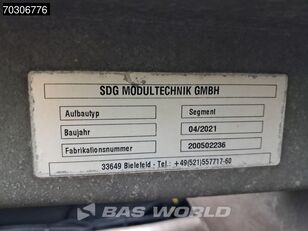 70306776
SDG MODULTECHNIK GMBH
Aufbautyp Segment
Baujahr 04/2021
Fabrikationsnummer 200502236
33649 Bielefeld - Tel.: +49(521)557717-60
BAS WORLD